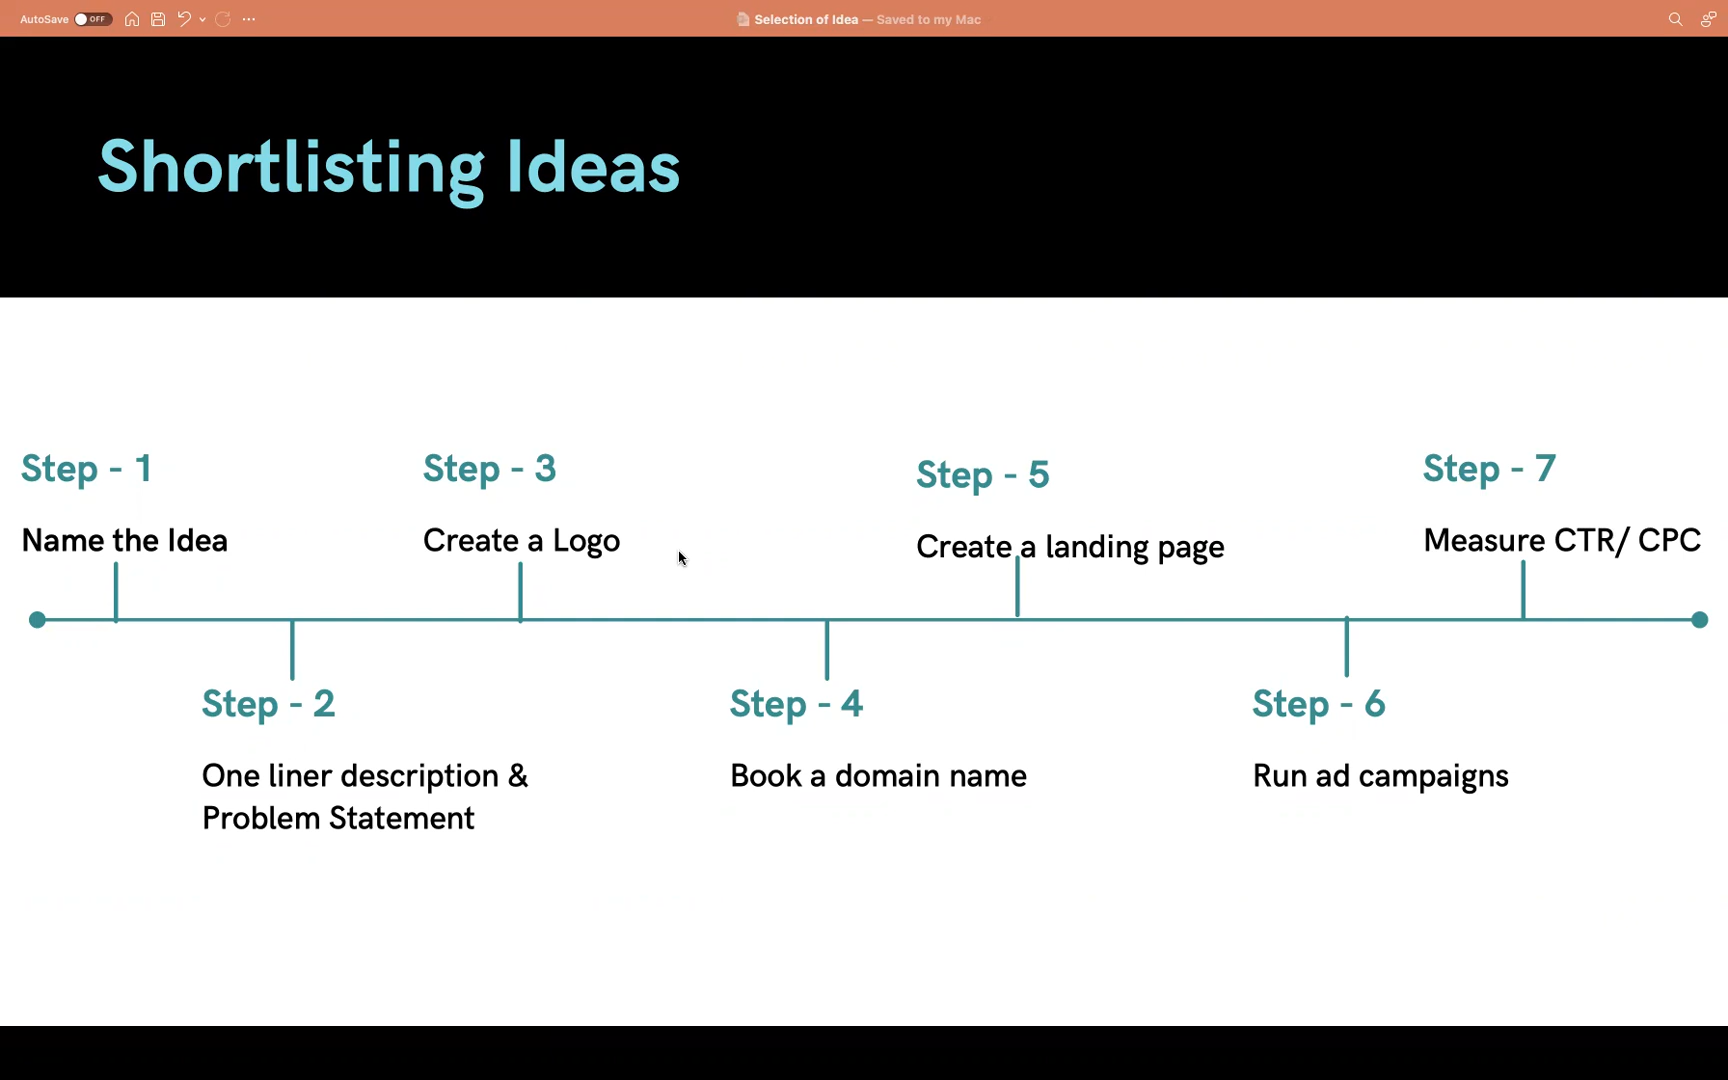 AutoSave OFF
Selection of Idea — Saved to my Mac
Shortlisting Ideas
Step - 1
Name the Idea
Step - 2
One liner description &
Problem Statement
Step - 3
Create a Logo
Step - 4
Book a domain name
Step - 5
Create a landing page
Step - 6
Run ad campaigns
Step - 7
Measure CTR/ CPC